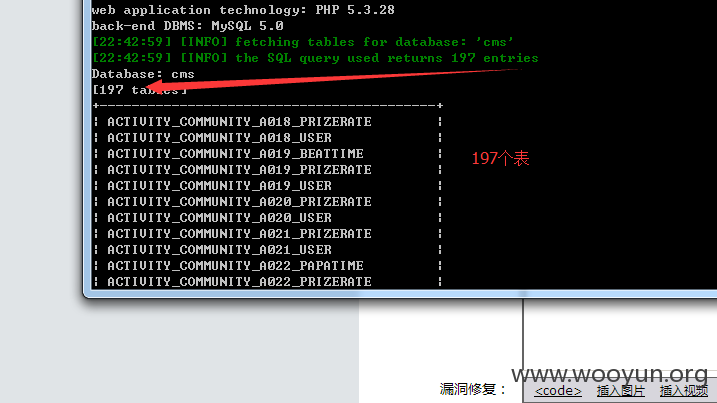 web application technology: PHP 5.3.28
back-end DBMS: MySQL 5.0
[22:42:59] [INFO] fetching tables for database: 'cms'
[22:42:59] [INFO] the SQL query used returns 197 entries
Database: cms
[197 tables]
+---------------------------------------+
| ACTIVITY_COMMUNITY_A018_PRIZERATE |
| ACTIVITY_COMMUNITY_A018_USER |
| ACTIVITY_COMMUNITY_A019_BEATTIME |
| ACTIVITY_COMMUNITY_A019_PRIZERATE |
| ACTIVITY_COMMUNITY_A019_USER |
| ACTIVITY_COMMUNITY_A020_PRIZERATE |
| ACTIVITY_COMMUNITY_A020_USER |
| ACTIVITY_COMMUNITY_A021_PRIZERATE |
| ACTIVITY_COMMUNITY_A021_USER |
| ACTIVITY_COMMUNITY_A022_PAPATIME |
| ACTIVITY_COMMUNITY_A022_PRIZERATE |
197个表
www.wooyun.org
漏洞修复： <code> 插入图片 插入视频